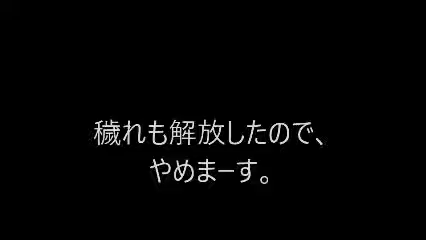 穢れも解放したので、
やめまーす。